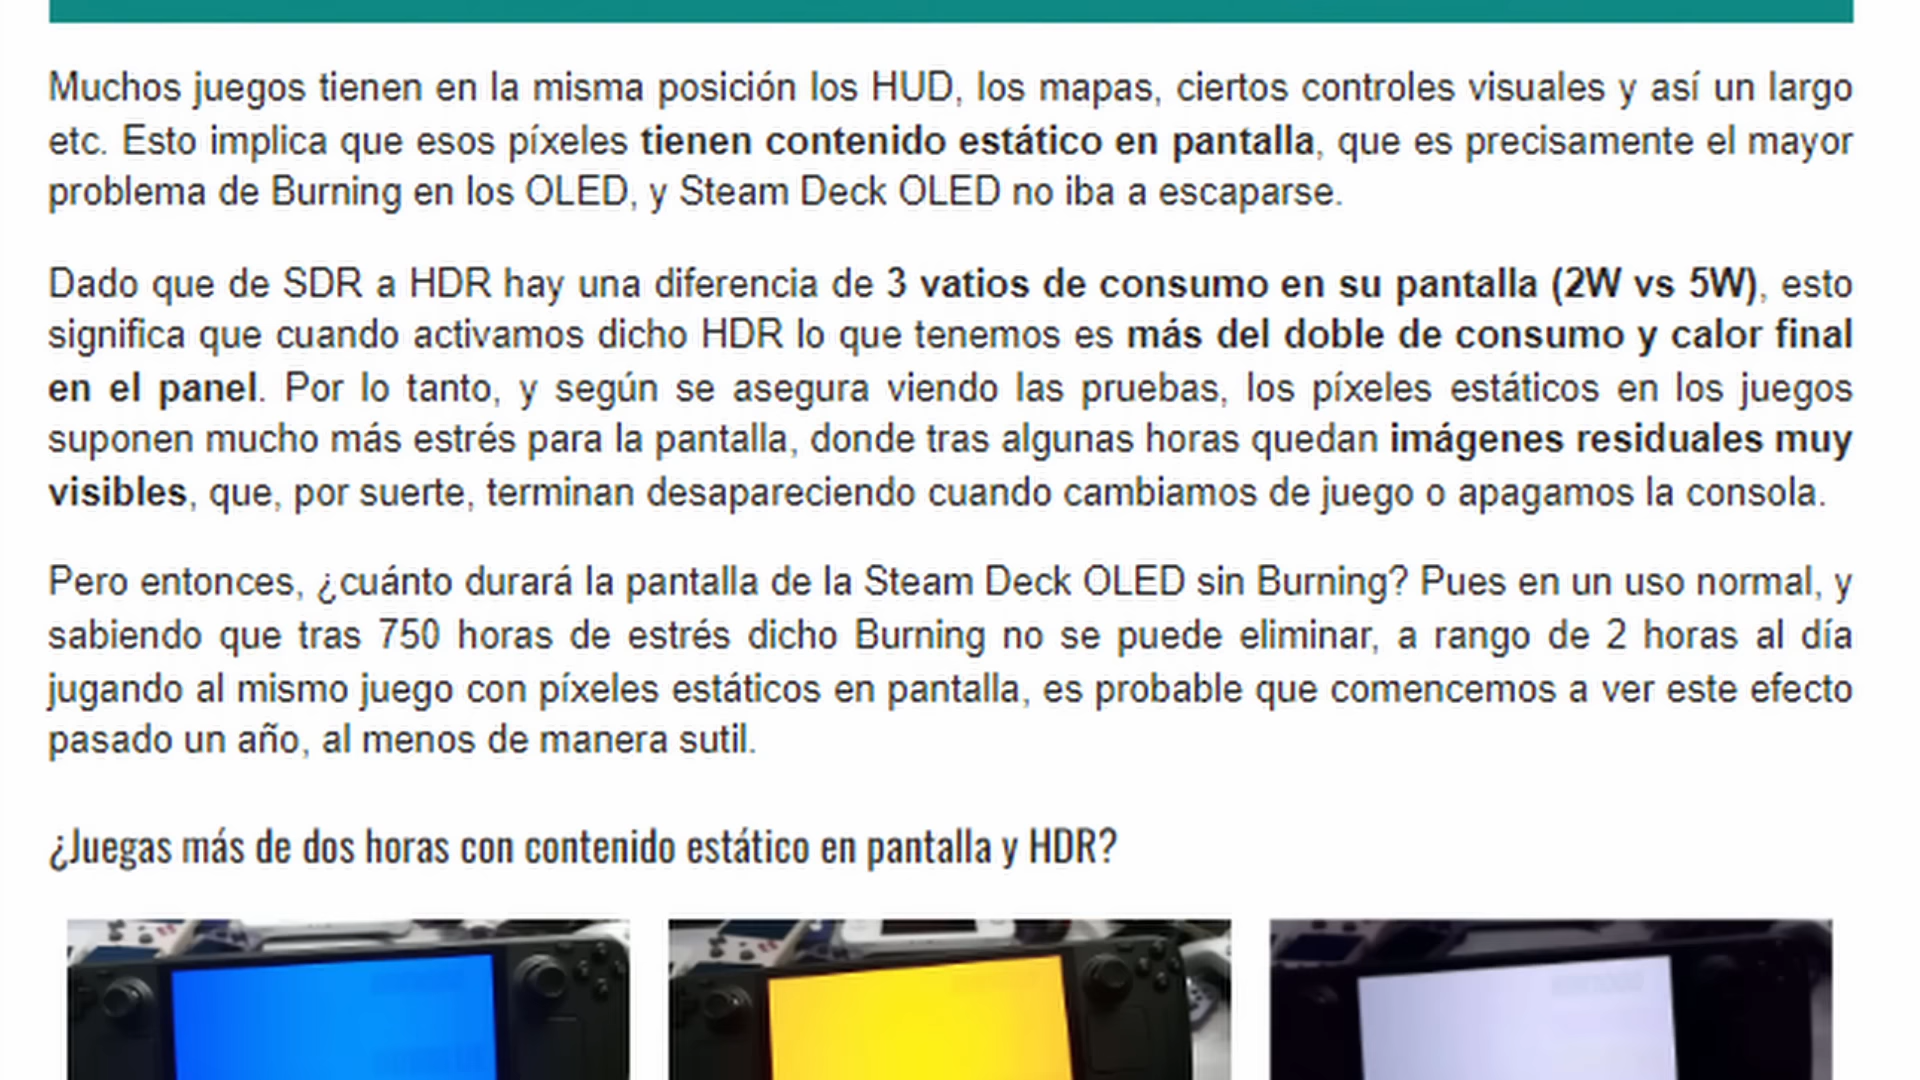 Muchos juegos tienen en la misma posición los HUD, los mapas, ciertos controles visuales y así un largo
etc. Esto implica que esos píxeles tienen contenido estático en pantalla, que es precisamente el mayor
problema de Burning en los OLED, y Steam Deck OLED no iba a escaparse.
Dado que de SDR a HDR hay una diferencia de 3 vatios de consumo en su pantalla (2W vs 5W), esto
significa que cuando activamos dicho HDR lo que tenemos es más del doble de consumo y calor final
en el panel. Por lo tanto, y según se asegura viendo las pruebas, los píxeles estáticos en los juegos
suponen mucho más estrés para la pantalla, donde tras algunas horas quedan imágenes residuales muy
visibles, que, por suerte, terminan desapareciendo cuando cambiamos de juego o apagamos la consola.
Pero entonces, ¿cuánto durará la pantalla de la Steam Deck OLED sin Burning? Pues en un uso normal, y
sabiendo que tras 750 horas de estrés dicho Burning no se puede eliminar, a rango de 2 horas al día
jugando al mismo juego con píxeles estáticos en pantalla, es probable que comencemos a ver este efecto
pasado un año, al menos de manera sutil.
¿Juegas más de dos horas con contenido estático en pantalla y HDR?